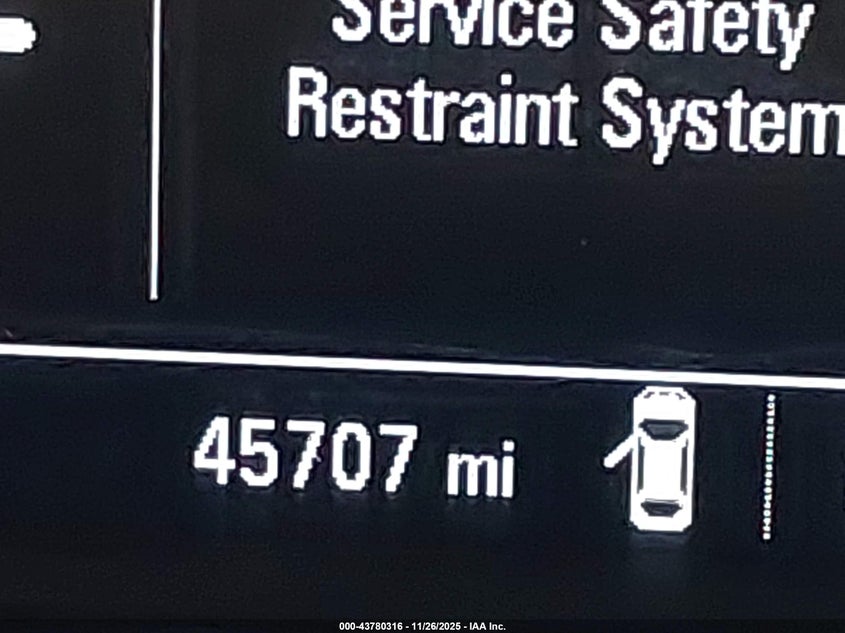 Service Safety
Restraint System
45707 mi
000-43780316 - 11/26/2025 - IAA Inc.